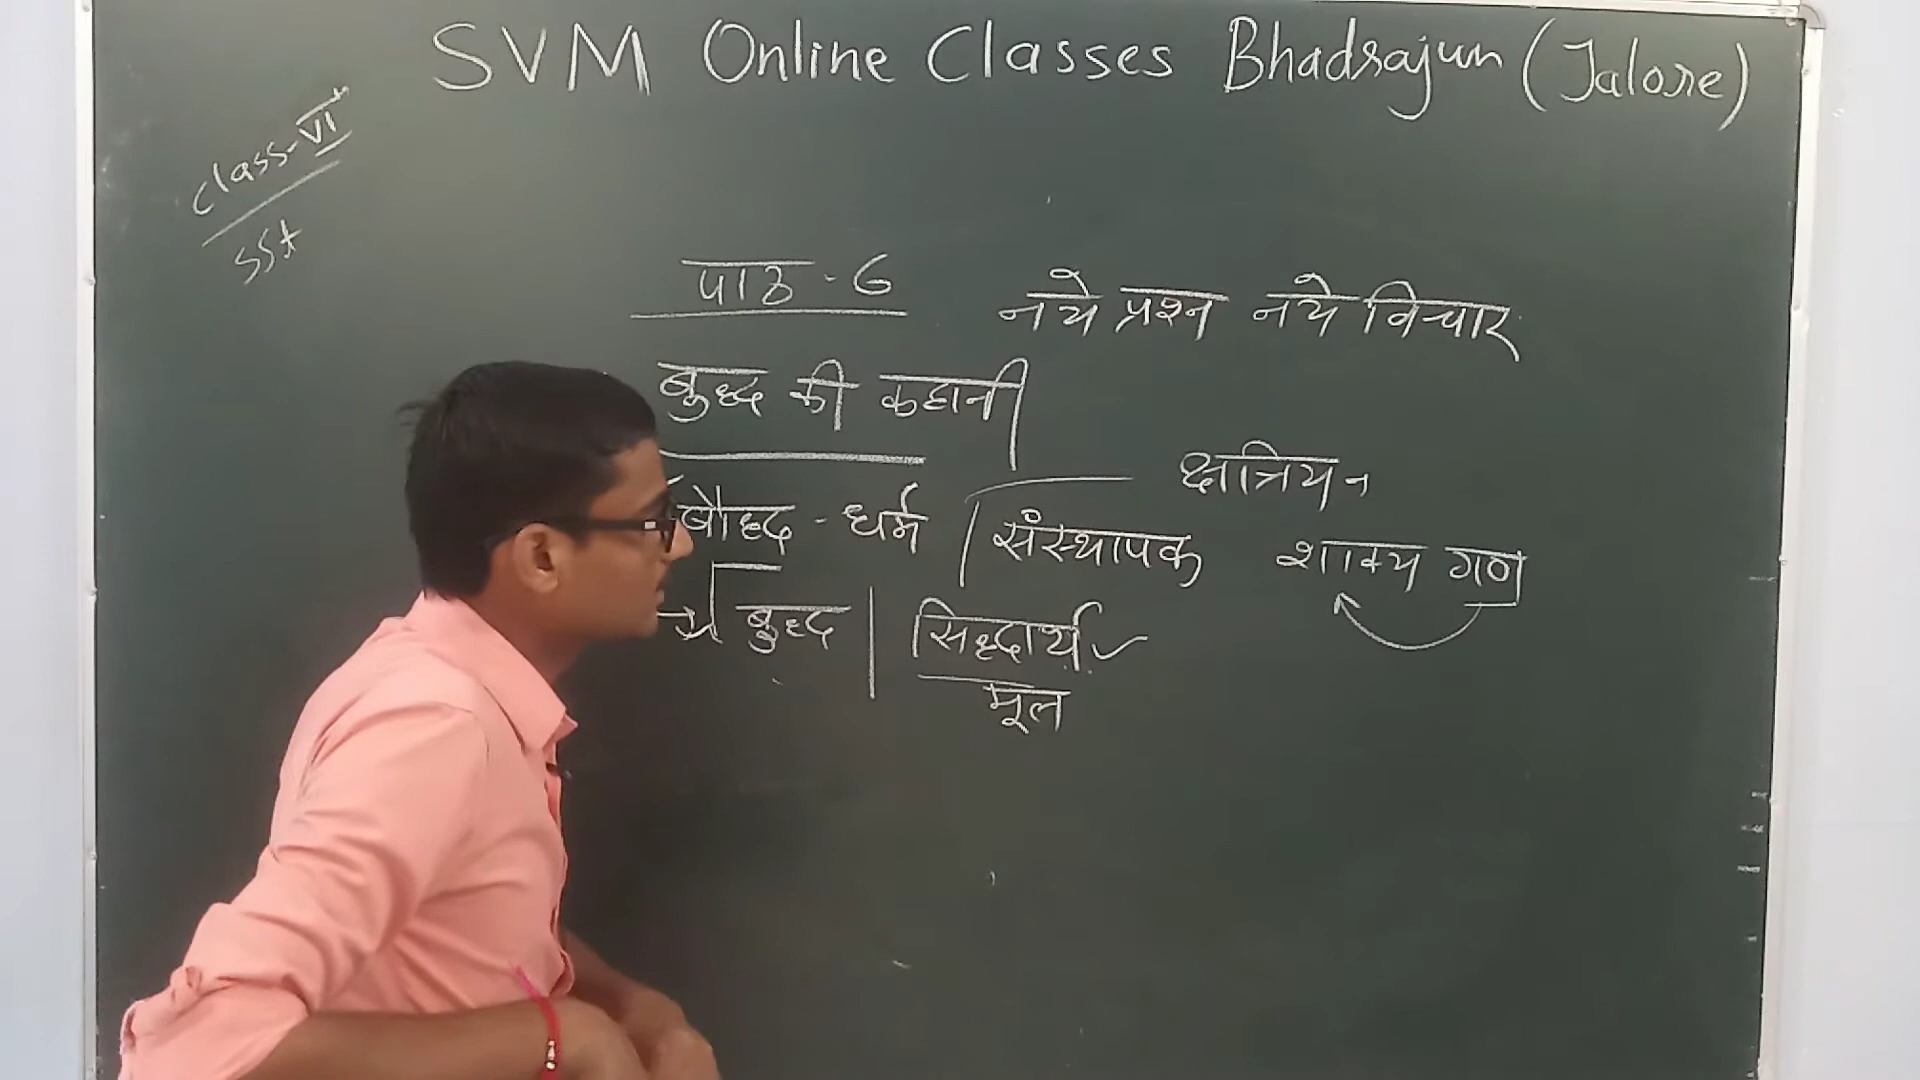 SVM Online Classes Bhadrajun (Jalore)
Class-VI
SSt
पाठ - 6
नये प्रश्न नये विचार
बुद्ध की कहानी
क्षत्रिय
बौद्ध - धर्म | संस्थापक
शाक्य गण
बुद्ध | सिद्धार्थ
मूल